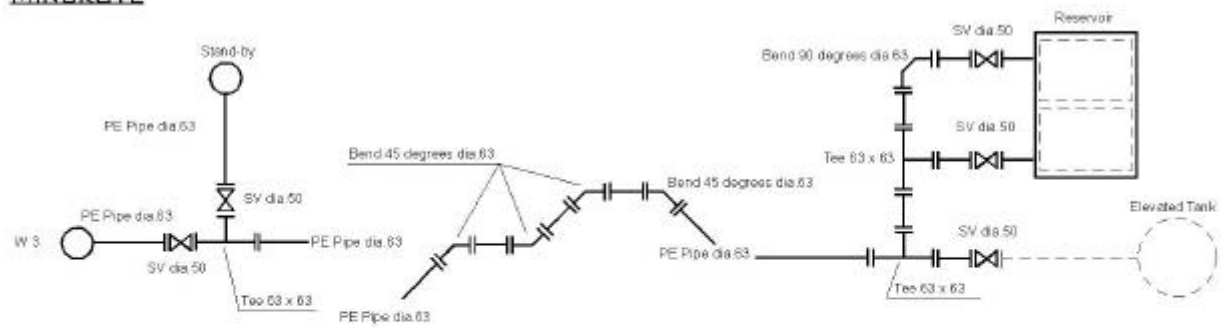 Reservoir
SV dia.50
Stand-by
Bend 90 degrees dia.63
PE Pipe dia.63
SV dia.50
Bend 45 degrees dia.63
Tee 63 x 63
Bend 45 degrees dia.63
SV dia.50
PE Pipe dia.63
Elevated Tank
W 3
PE Pipe dia.63
SV dia.50
PE Pipe dia.63
SV dia.50
Tee 63 x 63
Tee 63 x 63
PE Pipe dia.63